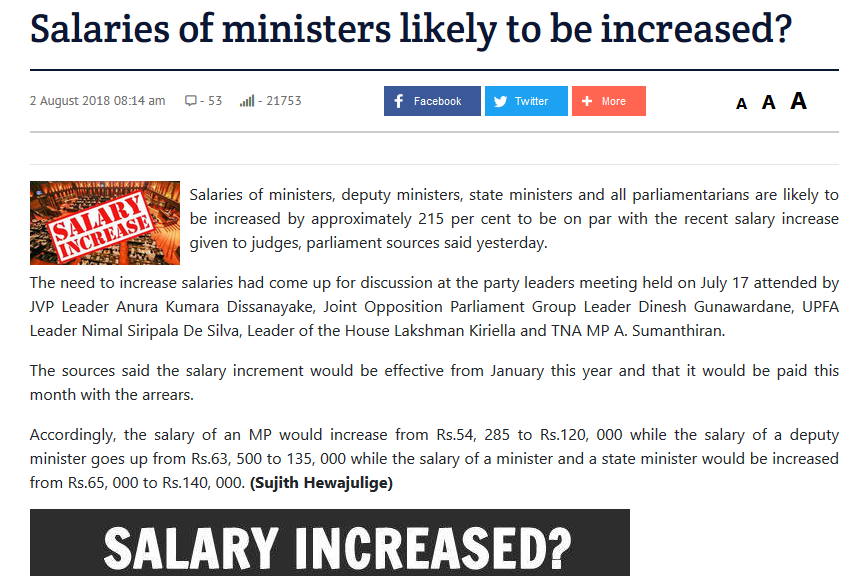 Salaries of ministers likely to be increased?
2 August 2018 08:14 am - 53 - 21753 Facebook Twitter + More A A A
SALARY
INCREASE
Salaries of ministers, deputy ministers, state ministers and all parliamentarians are likely to
be increased by approximately 215 per cent to be on par with the recent salary increase
given to judges, parliament sources said yesterday.
The need to increase salaries had come up for discussion at the party leaders meeting held on July 17 attended by
JVP Leader Anura Kumara Dissanayake, Joint Opposition Parliament Group Leader Dinesh Gunawardane, UPFA
Leader Nimal Siripala De Silva, Leader of the House Lakshman Kiriella and TNA MP A. Sumanthiran.
The sources said the salary increment would be effective from January this year and that it would be paid this
month with the arrears.
Accordingly, the salary of an MP would increase from Rs.54, 285 to Rs.120, 000 while the salary of a deputy
minister goes up from Rs.63, 500 to 135, 000 while the salary of a minister and a state minister would be increased
from Rs.65, 000 to Rs.140, 000. (Sujith Hewajulige)
SALARY INCREASED?